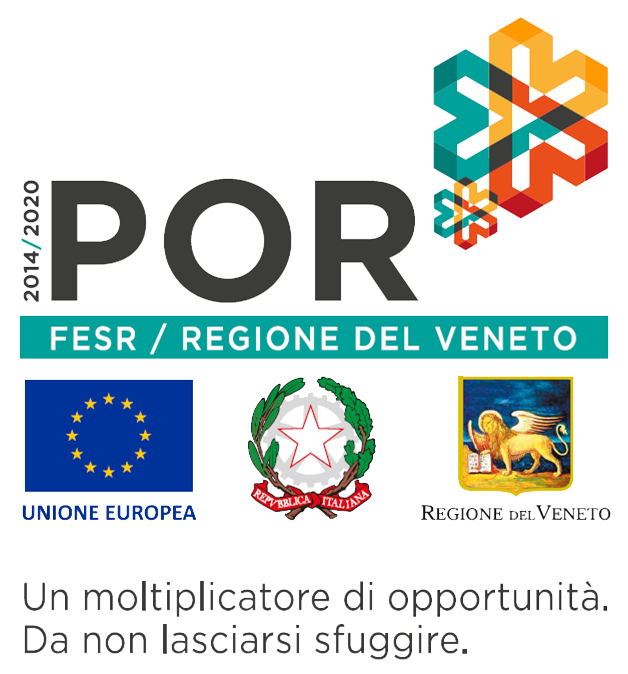 2014/2020
POR
FESR / REGIONE DEL VENETO
UNIONE EUROPEA
REPVBBLICA ITALIANA
REGIONE DEL VENETO
Un moltiplicatore di opportunità.
Da non lasciarsi sfuggire.